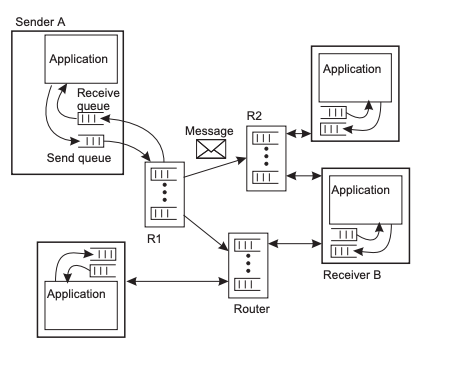 Sender A
Application
Receive
queue
Send queue
Message
R2
Application
R1
Application
Receiver B
Application
Router